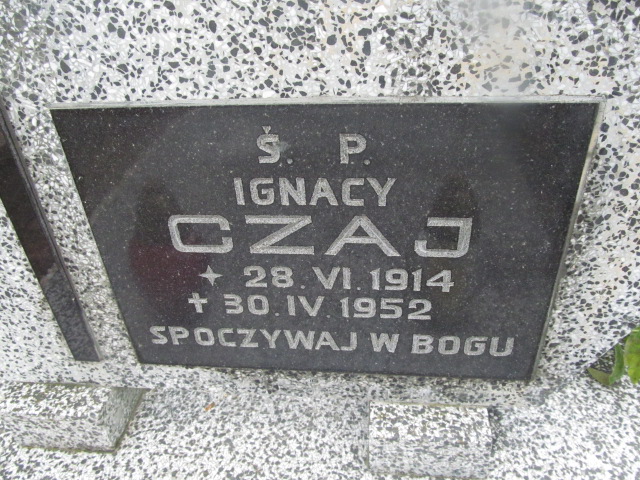 Ś. P.
IGNACY
CZAJ
✦ 28.VI.1914
✝ 30.IV.1952
SPOCZYWAJ W BOGU